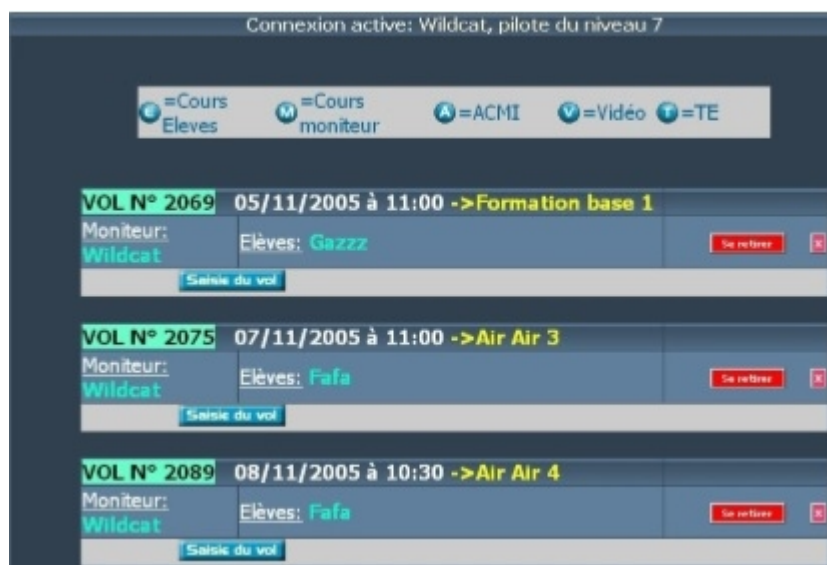 Connexion active: Wildcat, pilote du niveau 7
E =Cours Eleves M =Cours moniteur A =ACMI V =Vidéo T =TE
VOL N° 2069 05/11/2005 à 11:00 ->Formation base 1
Moniteur: Wildcat Elèves: Gazzz Se retirer x
Saisie du vol
VOL N° 2075 07/11/2005 à 11:00 ->Air Air 3
Moniteur: Wildcat Elèves: Fafa Se retirer x
Saisie du vol
VOL N° 2089 08/11/2005 à 10:30 ->Air Air 4
Moniteur: Wildcat Elèves: Fafa Se retirer x
Saisie du vol